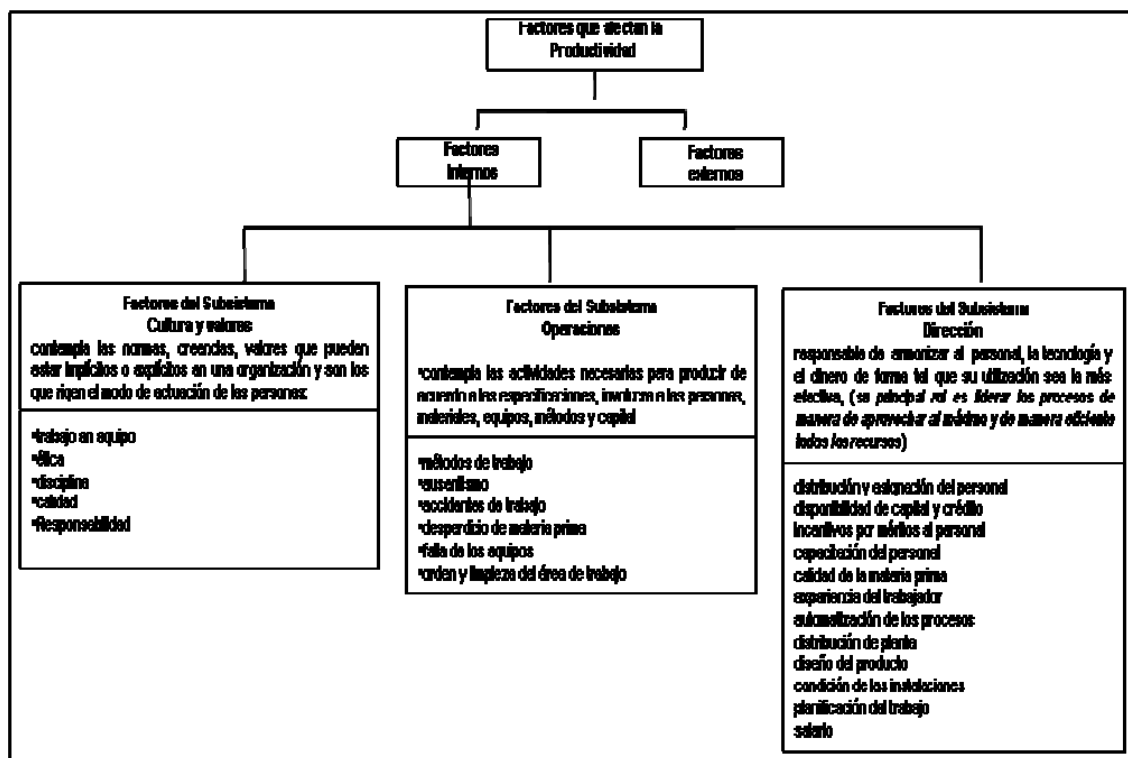 Factores que afectan la
Productividad
Factores
Internos
Factores
externos
Factores del Subsistema
Cultura y valores
contempla las normas, creencias, valores que pueden
estar implícitos o explícitos en una organización y son los
que rigen el modo de actuación de las personas:
•trabajo en equipo
•ética
•disciplina
•calidad
•Responsabilidad
Factores del Subsistema
Operaciones
•contempla las actividades necesarias para producir de
acuerdo a las especificaciones, involucra a las personas,
materiales, equipos, métodos y capital
•métodos de trabajo
•ausentismo
•accidentes de trabajo
•desperdicio de materia prima
•falla de los equipos
•orden y limpieza del área de trabajo
Factores del Subsistema
Dirección
responsable de armonizar al personal, la tecnología y
el dinero de forma tal que su utilización sea la más
efectiva, (su principal rol es liderar los procesos de
manera de aprovechar al máximo y de manera eficiente
todos los recursos)
distribución y asignación del personal
disponibilidad de capital y crédito
incentivos por méritos al personal
capacitación del personal
calidad de la materia prima
experiencia del trabajador
automatización de los procesos
distribución de planta
diseño del producto
condición de las instalaciones
planificación del trabajo
salario